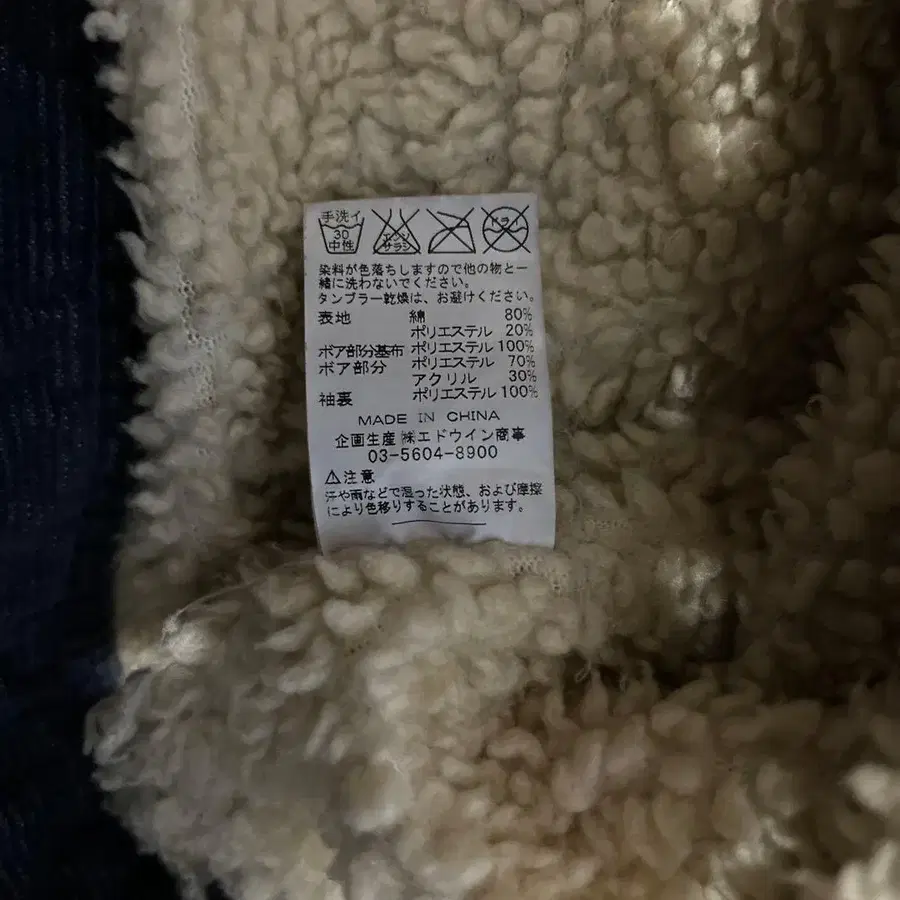 手洗イ
30
中性
エンソ
サラシ
ドライ
染料が色落ちしますので他の物と一
緒に洗わないでください。
タンブラー乾燥は、お避けください。
表地 綿 80%
ポリエステル 20%
ボア部分基布 ポリエステル 100%
ボア部分 ポリエステル 70%
アクリル 30%
袖裏 ポリエステル 100%
MADE IN CHINA
企画生産 ㈱エドウイン商事
03-5604-8900
⚠注意
汗や雨などで湿った状態、および摩擦
により色移りすることがあります。